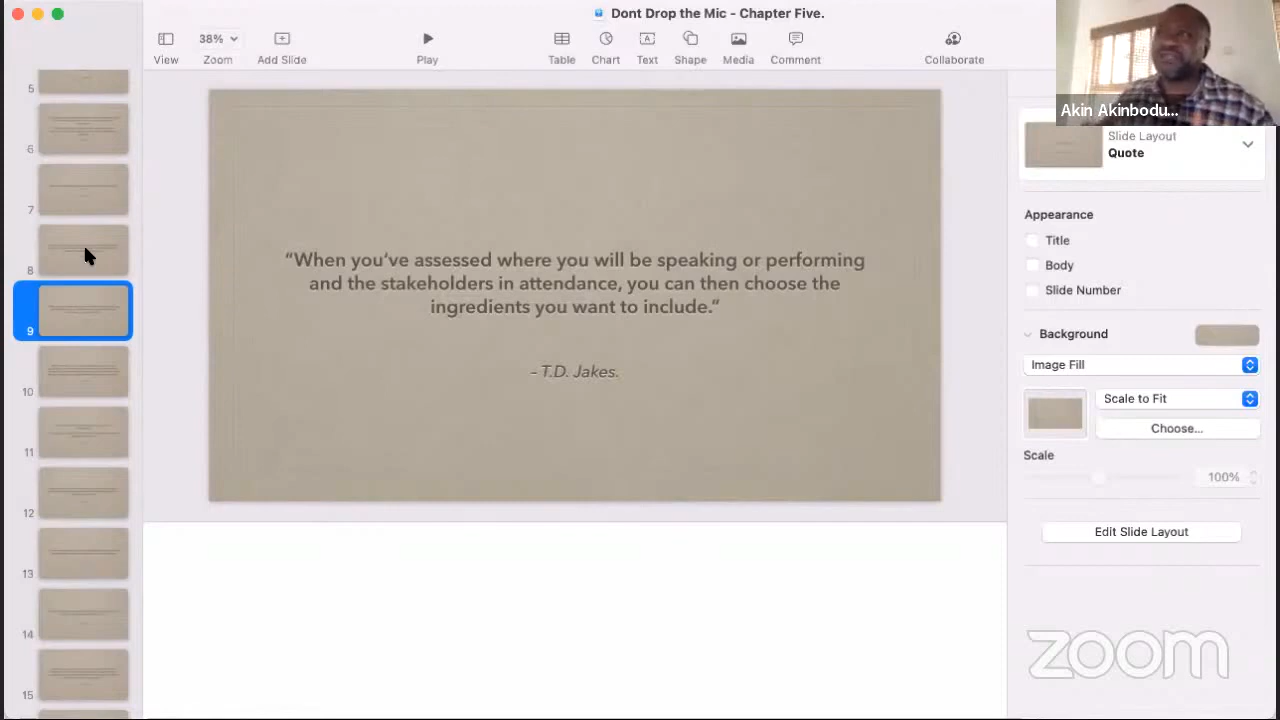 Dont Drop the Mic - Chapter Five.
38%
View
Zoom
Add Slide
Play
Table
Chart
Text
Shape
Media
Comment
Collaborate
Akin Akinbodu...
5
6
7
8
9
10
11
12
13
14
15
“When you‘ve assessed where you will be speaking or performing
and the stakeholders in attendance, you can then choose the
ingredients you want to include.”
– T.D. Jakes.
Slide Layout
Quote
Appearance
Title
Body
Slide Number
Background
Image Fill
Scale to Fit
Choose...
Scale
100%
Edit Slide Layout
zoom